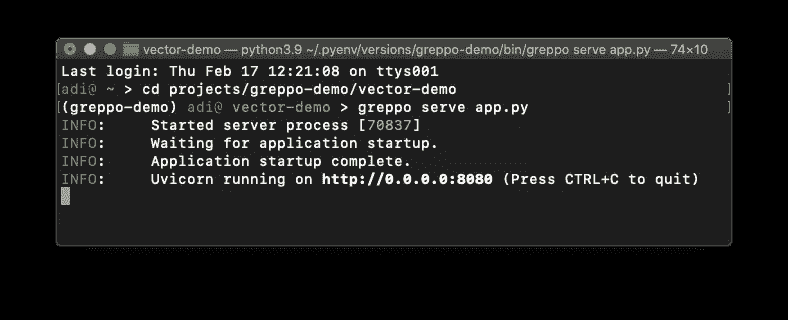 vector-demo — python3.9 ~/.pyenv/versions/greppo-demo/bin/greppo serve app.py — 74×10
Last login: Thu Feb 17 12:21:08 on ttys001
[adi@ ~ > cd projects/greppo-demo/vector-demo ]
[(greppo-demo) adi@ vector-demo > greppo serve app.py ]
INFO: Started server process [70837]
INFO: Waiting for application startup.
INFO: Application startup complete.
INFO: Uvicorn running on http://0.0.0.0:8080 (Press CTRL+C to quit)